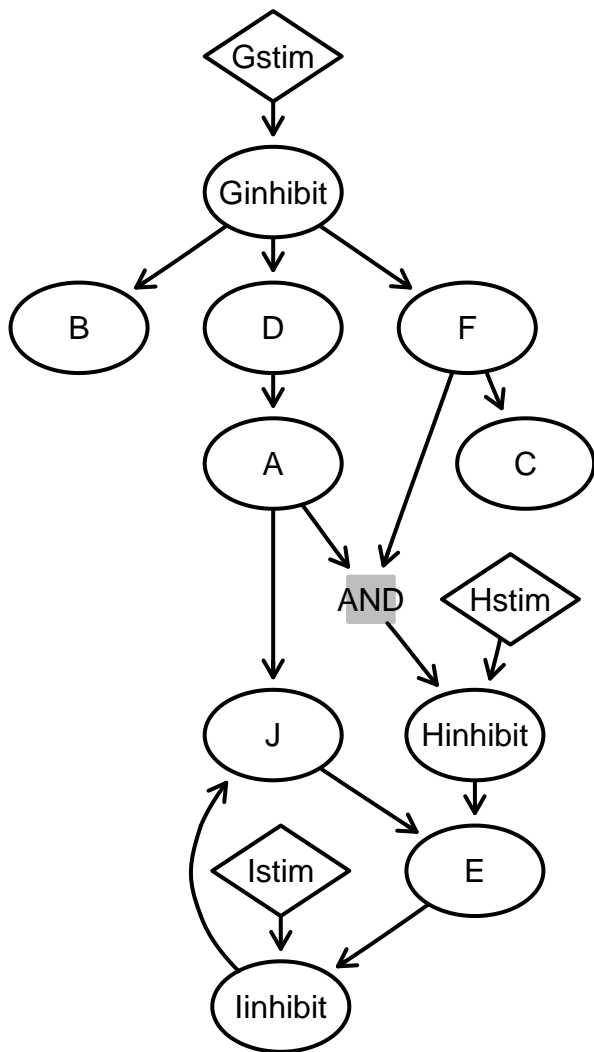 Gstim
Ginhibit
B
D
F
A
C
AND
Hstim
J
Hinhibit
Istim
E
Iinhibit